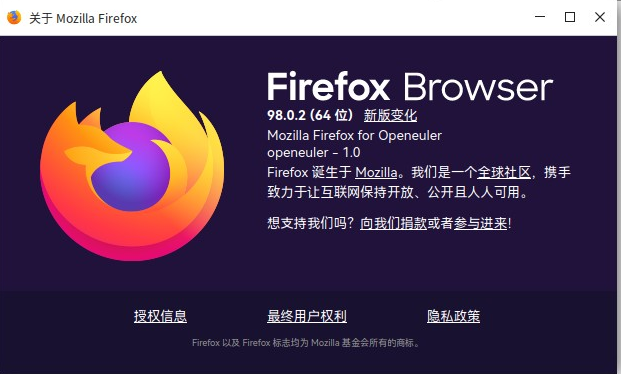 关于 Mozilla Firefox
Firefox Browser
98.0.2 (64 位) 新版变化
Mozilla Firefox for Openeuler
openeuler - 1.0
Firefox 诞生于 Mozilla。我们是一个全球社区，携手
致力于让互联网保持开放、公开且人人可用。
想支持我们吗？向我们捐款或者参与进来!
授权信息 最终用户权利 隐私政策
Firefox 以及 Firefox 标志均为 Mozilla 基金会所有的商标。